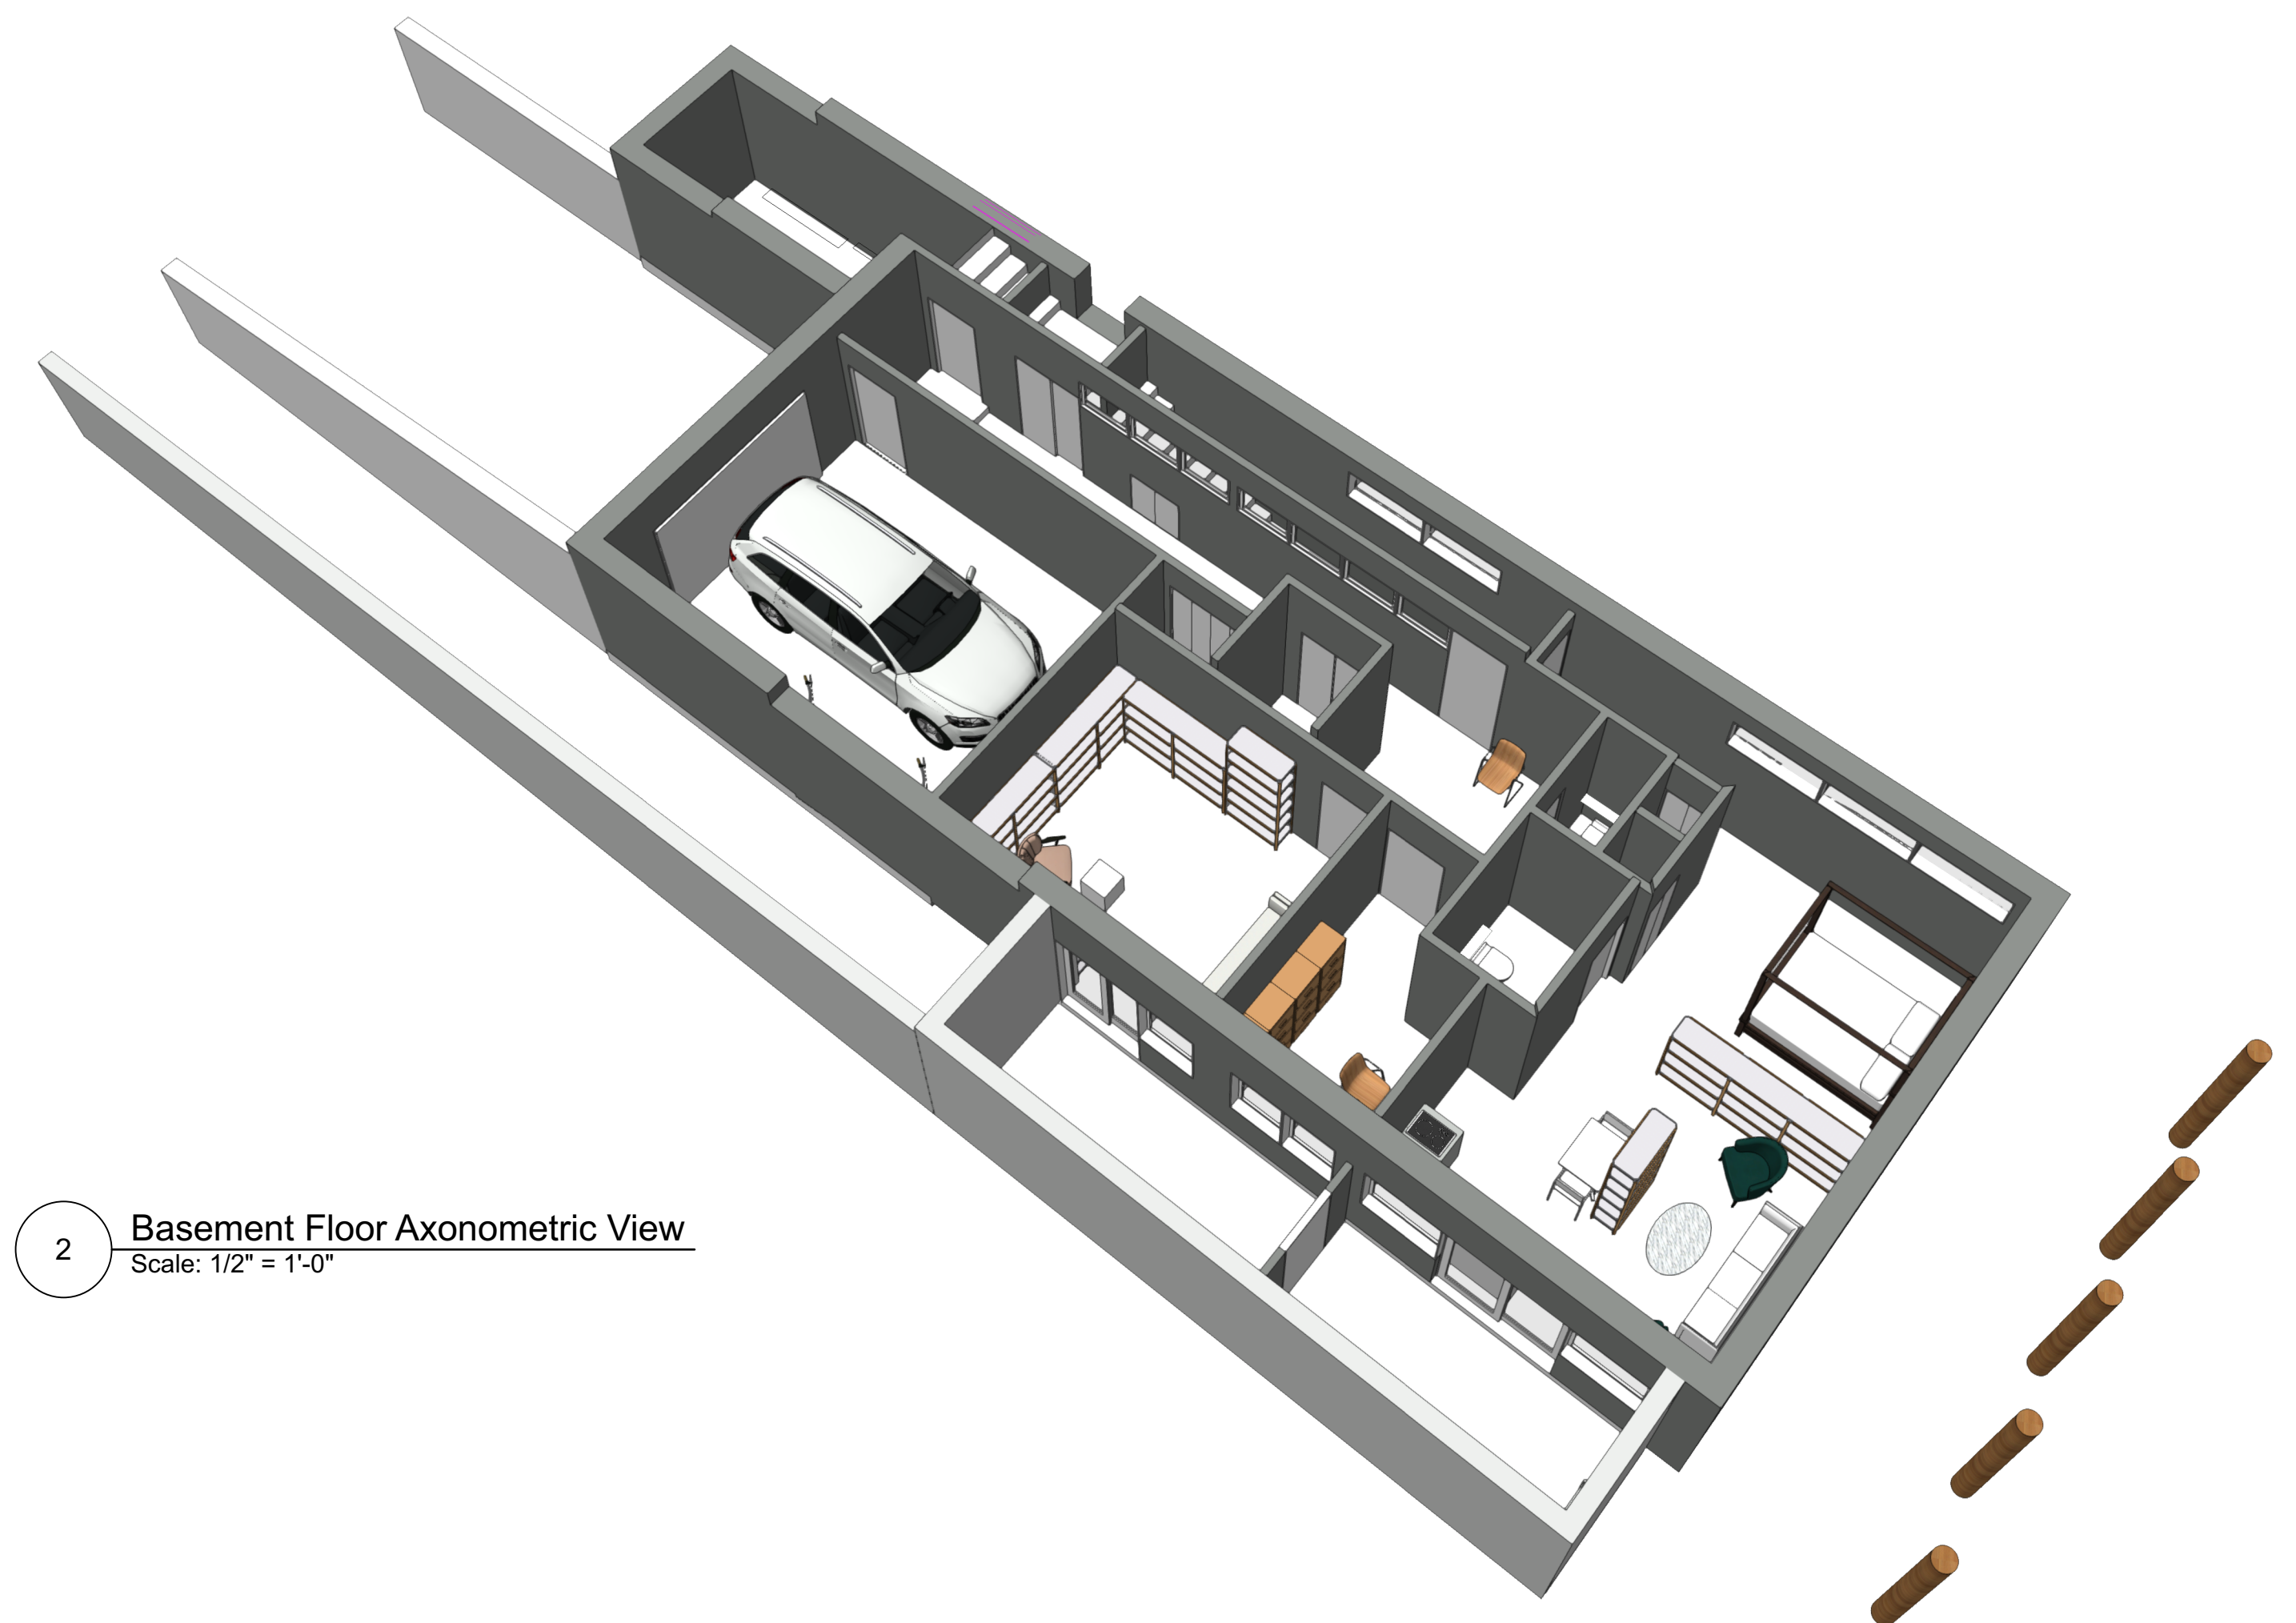 2
Basement Floor Axonometric View
Scale: 1/2" = 1'-0"